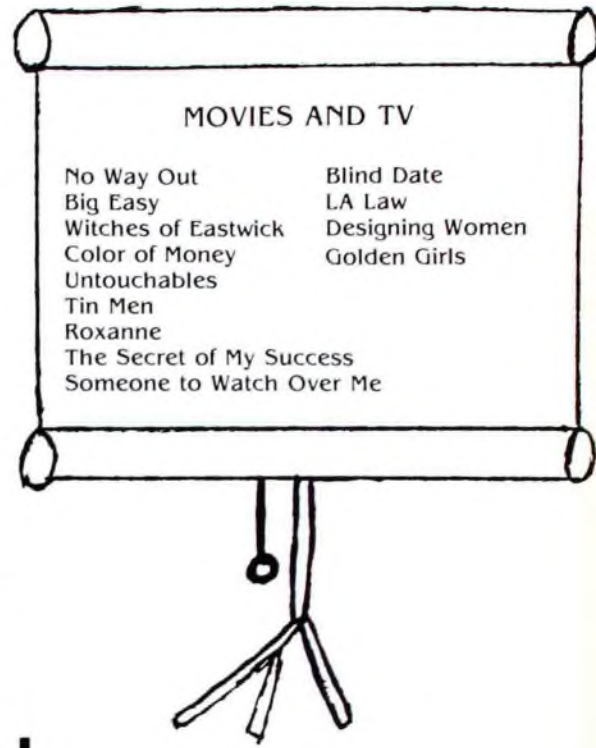 MOVIES AND TV
No Way Out
Big Easy
Witches of Eastwick
Color of Money
Untouchables
Tin Men
Roxanne
The Secret of My Success
Someone to Watch Over Me
Blind Date
LA Law
Designing Women
Golden Girls